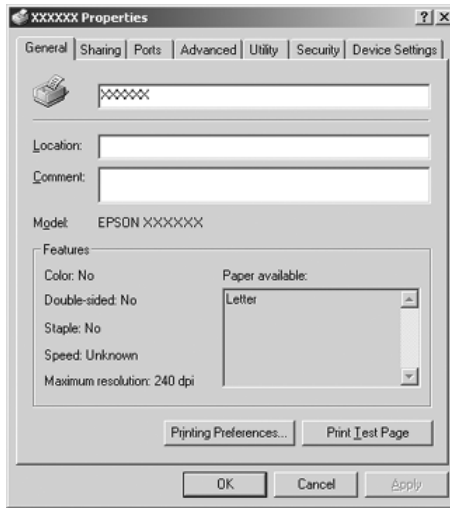 XXXXXX Properties
General Sharing Ports Advanced Utility Security Device Settings
XXXXXX
Location:
Comment:
Model: EPSON XXXXXX
Features
Color: No
Double-sided: No
Staple: No
Speed: Unknown
Maximum resolution: 240 dpi
Paper available:
Letter
Printing Preferences... Print Test Page
OK Cancel Apply